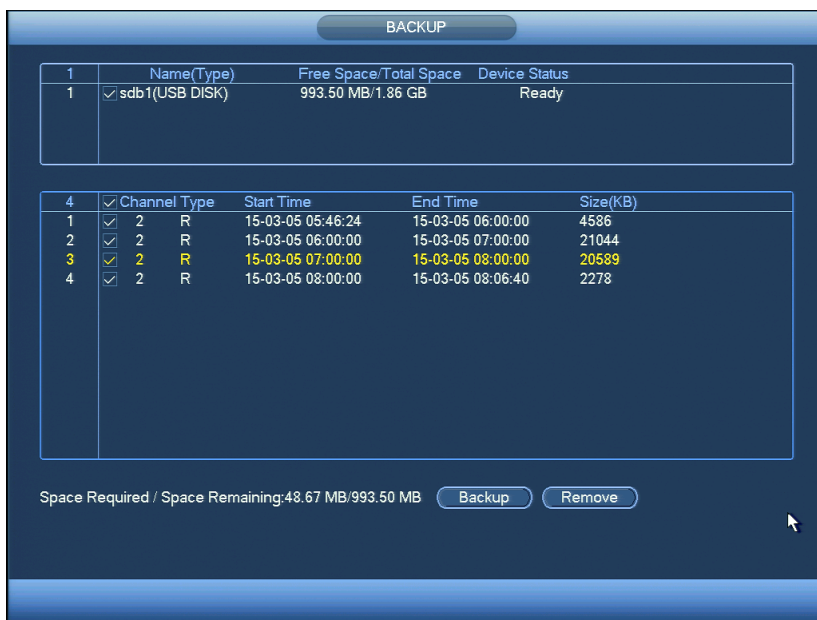 BACKUP
1 Name(Type) Free Space/Total Space Device Status
1 sdb1(USB DISK) 993.50 MB/1.86 GB Ready
4 Channel Type Start Time End Time Size(KB)
1 2 R 15-03-05 05:46:24 15-03-05 06:00:00 4586
2 2 R 15-03-05 06:00:00 15-03-05 07:00:00 21044
3 2 R 15-03-05 07:00:00 15-03-05 08:00:00 20589
4 2 R 15-03-05 08:00:00 15-03-05 08:06:40 2278
Space Required / Space Remaining:48.67 MB/993.50 MB Backup Remove